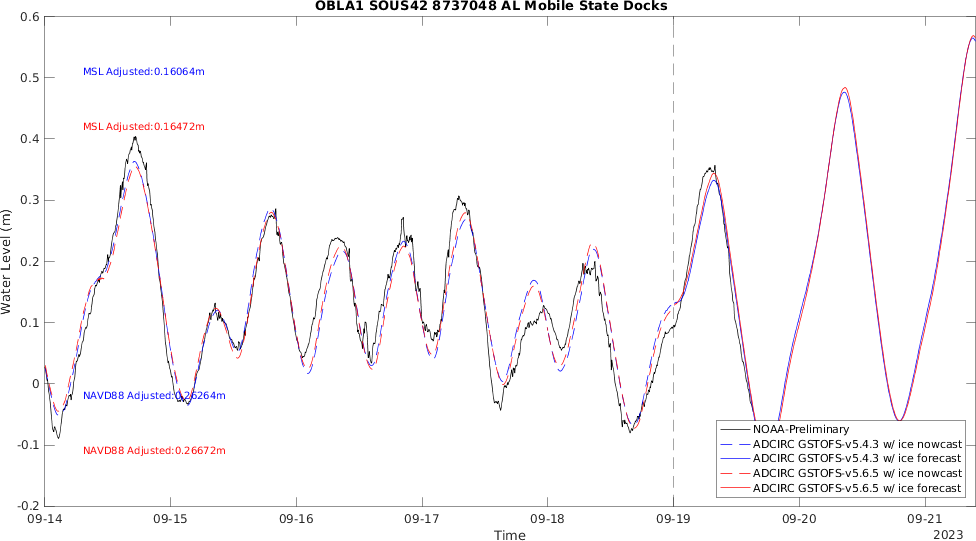 OBLA1 SOUS42 8737048 AL Mobile State Docks
0.6
0.5
0.4
0.3
0.2
0.1
0
-0.1
-0.2
Water Level (m)
MSL Adjusted:0.16064m
MSL Adjusted:0.16472m
NAVD88 Adjusted:0.26264m
NAVD88 Adjusted:0.26672m
NOAA-Preliminary
ADCIRC GSTOFS-v5.4.3 w/ ice nowcast
ADCIRC GSTOFS-v5.4.3 w/ ice forecast
ADCIRC GSTOFS-v5.6.5 w/ ice nowcast
ADCIRC GSTOFS-v5.6.5 w/ ice forecast
09-14 09-15 09-16 09-17 09-18 09-19 09-20 09-21
Time
2023